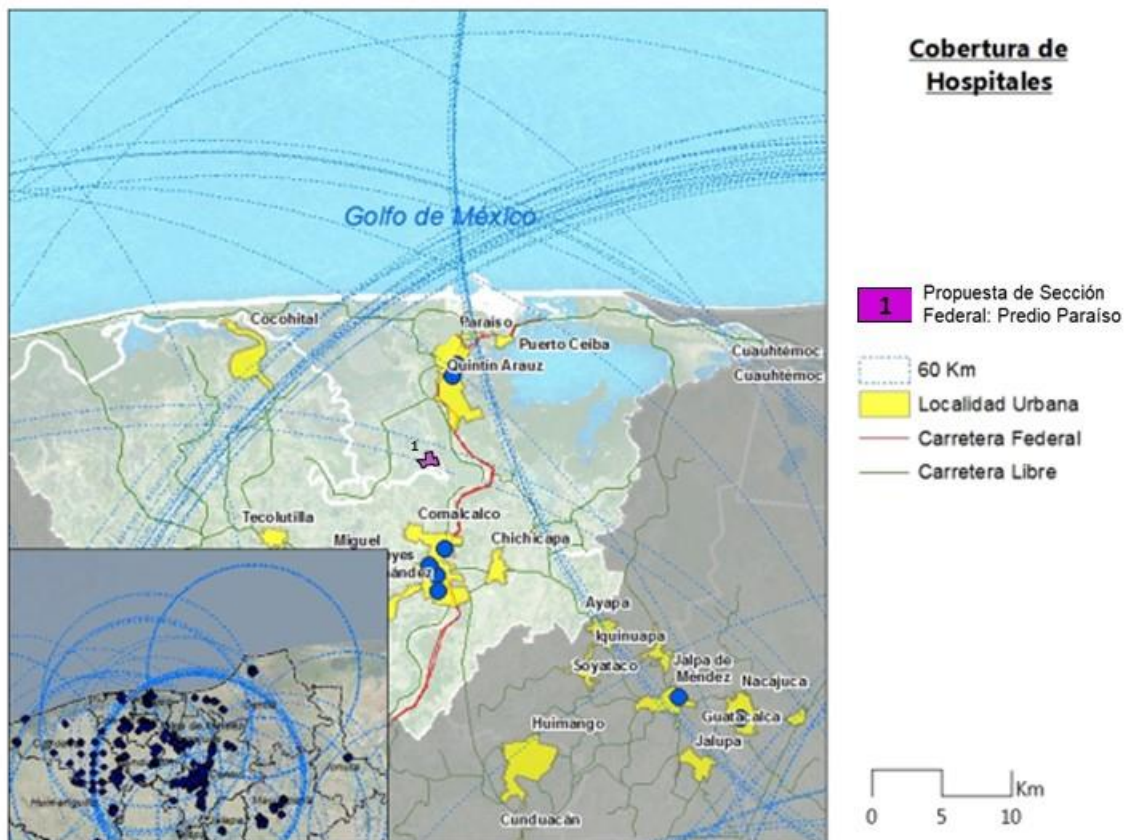 Cobertura de
Hospitales
Golfo de México
1
Propuesta de Sección
Federal: Predio Paraíso
60 Km
Localidad Urbana
Carretera Federal
Carretera Libre
Cocohital
Paraíso
Puerto Ceiba
Quintín Arauz
Cuauhtémoc
Cuauhtémoc
1
Tecolutilla
Comalcalco
Miguel
Chichicapa
Ayapa
Iquinuapa
Soyataco
Jalpa de
Méndez
Nacajuca
Guatacalca
Huimango
Jalupa
Cunduacán
Km
0 5 10